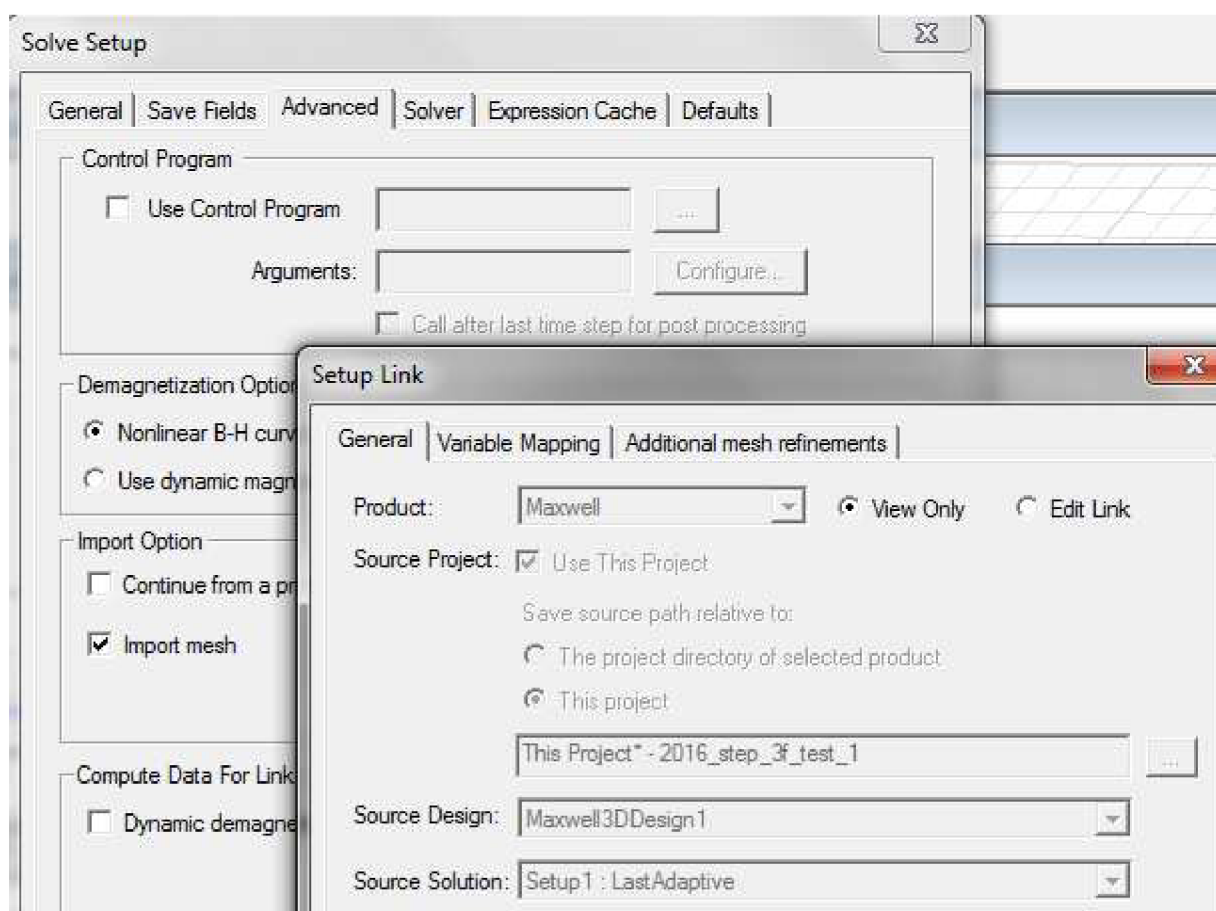 Solve Setup
General Save Fields Advanced Solver Expression Cache Defaults
Control Program
Use Control Program ...
Arguments: Configure...
Call after last time step for post processing
Demagnetization Option
Nonlinear B-H curv
Use dynamic magn
Import Option
Continue from a pr
Import mesh
Compute Data For Link
Dynamic demagne
Setup Link
General Variable Mapping Additional mesh refinements
Product: Maxwell View Only Edit Link
Source Project: Use This Project
Save source path relative to:
The project directory of selected product
This project
This Project* - 2016_step_3f_test_1 ...
Source Design: Maxwell3DDesign1
Source Solution: Setup1 : LastAdaptive